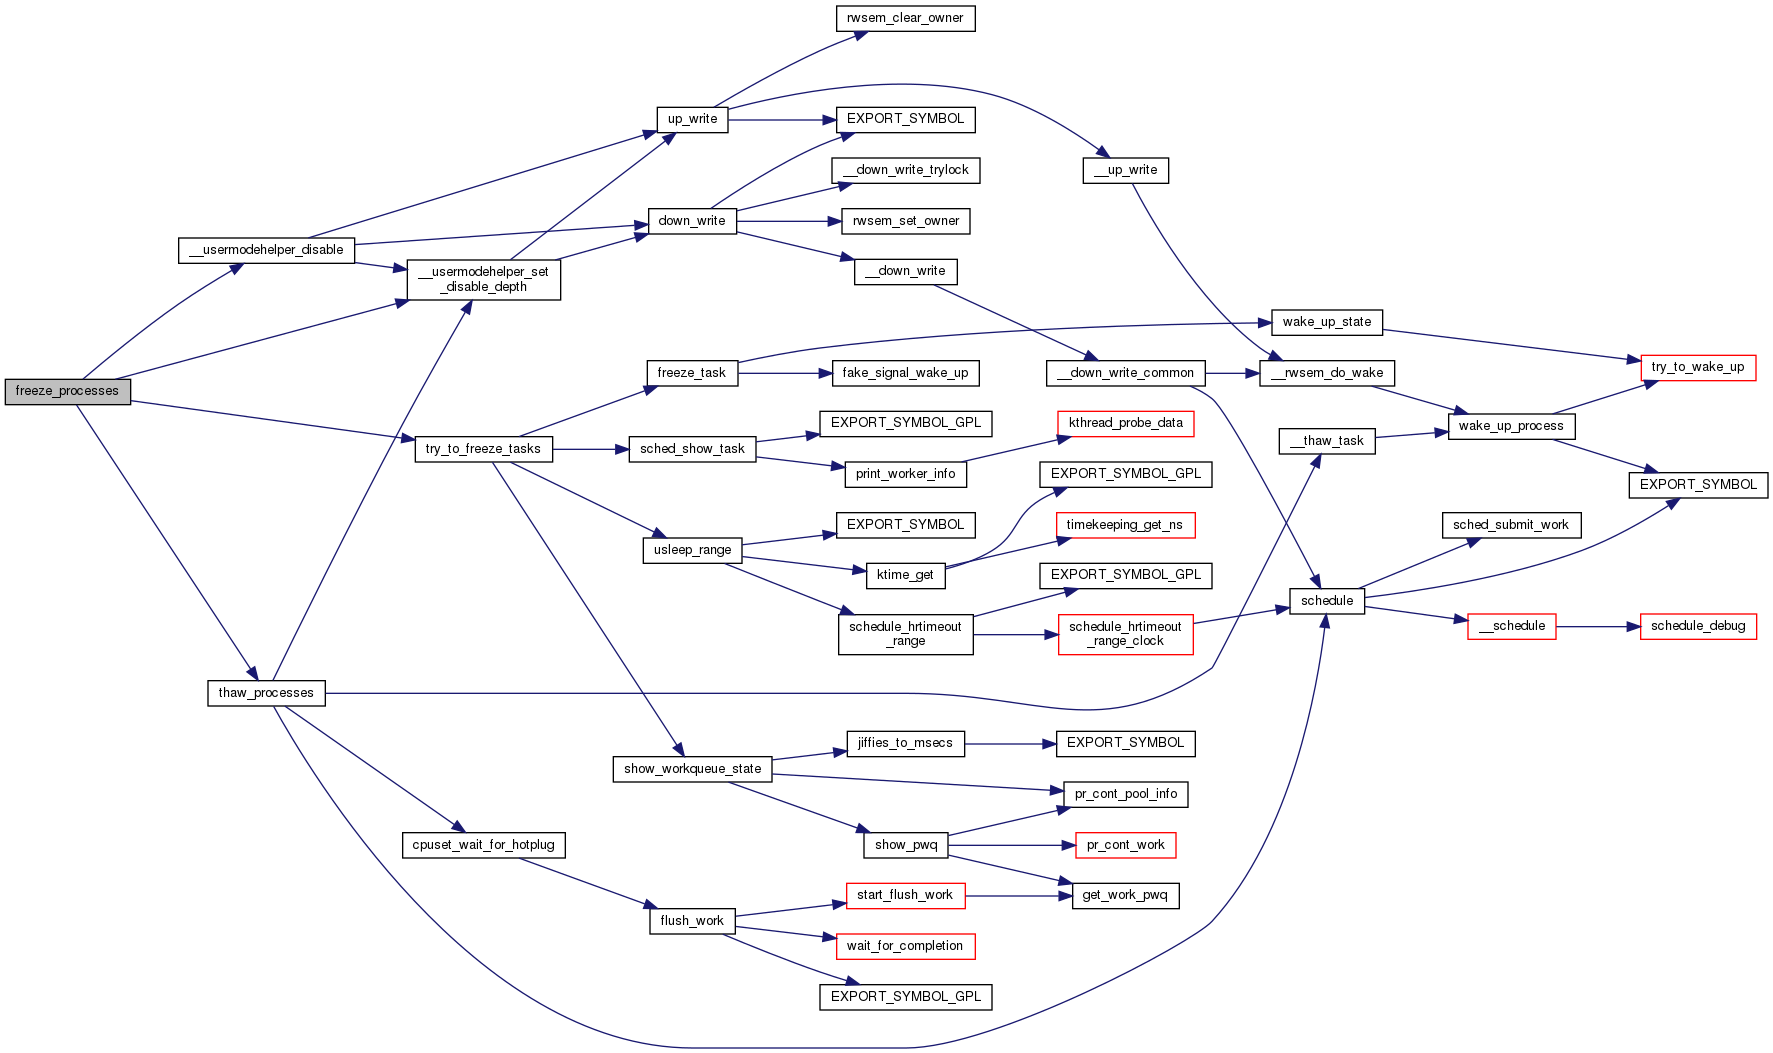 rwsem_clear_owner
up_write
EXPORT_SYMBOL
__down_write_trylock
__up_write
down_write
rwsem_set_owner
__usermodehelper_disable
__usermodehelper_set
_disable_depth
__down_write
wake_up_state
freeze_processes
freeze_task
fake_signal_wake_up
__down_write_common
__rwsem_do_wake
try_to_wake_up
EXPORT_SYMBOL_GPL
kthread_probe_data
wake_up_process
try_to_freeze_tasks
sched_show_task
__thaw_task
print_worker_info
EXPORT_SYMBOL_GPL
EXPORT_SYMBOL
EXPORT_SYMBOL
timekeeping_get_ns
sched_submit_work
usleep_range
ktime_get
EXPORT_SYMBOL_GPL
schedule
schedule_hrtimeout
_range
schedule_hrtimeout
_range_clock
__schedule
schedule_debug
thaw_processes
jiffies_to_msecs
EXPORT_SYMBOL
show_workqueue_state
pr_cont_pool_info
cpuset_wait_for_hotplug
show_pwq
pr_cont_work
start_flush_work
get_work_pwq
flush_work
wait_for_completion
EXPORT_SYMBOL_GPL